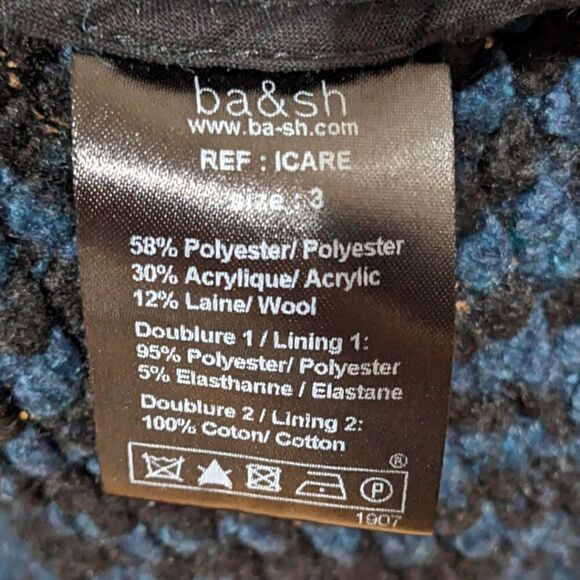 ba&sh
www.ba-sh.com
REF : ICARE
size : 3
58% Polyester/ Polyester
30% Acrylique/ Acrylic
12% Laine/ Wool
Doublure 1 / Lining 1:
95% Polyester/ Polyester
5% Elasthanne / Elastane
Doublure 2 / Lining 2:
100% Coton/ Cotton
®
P
1907